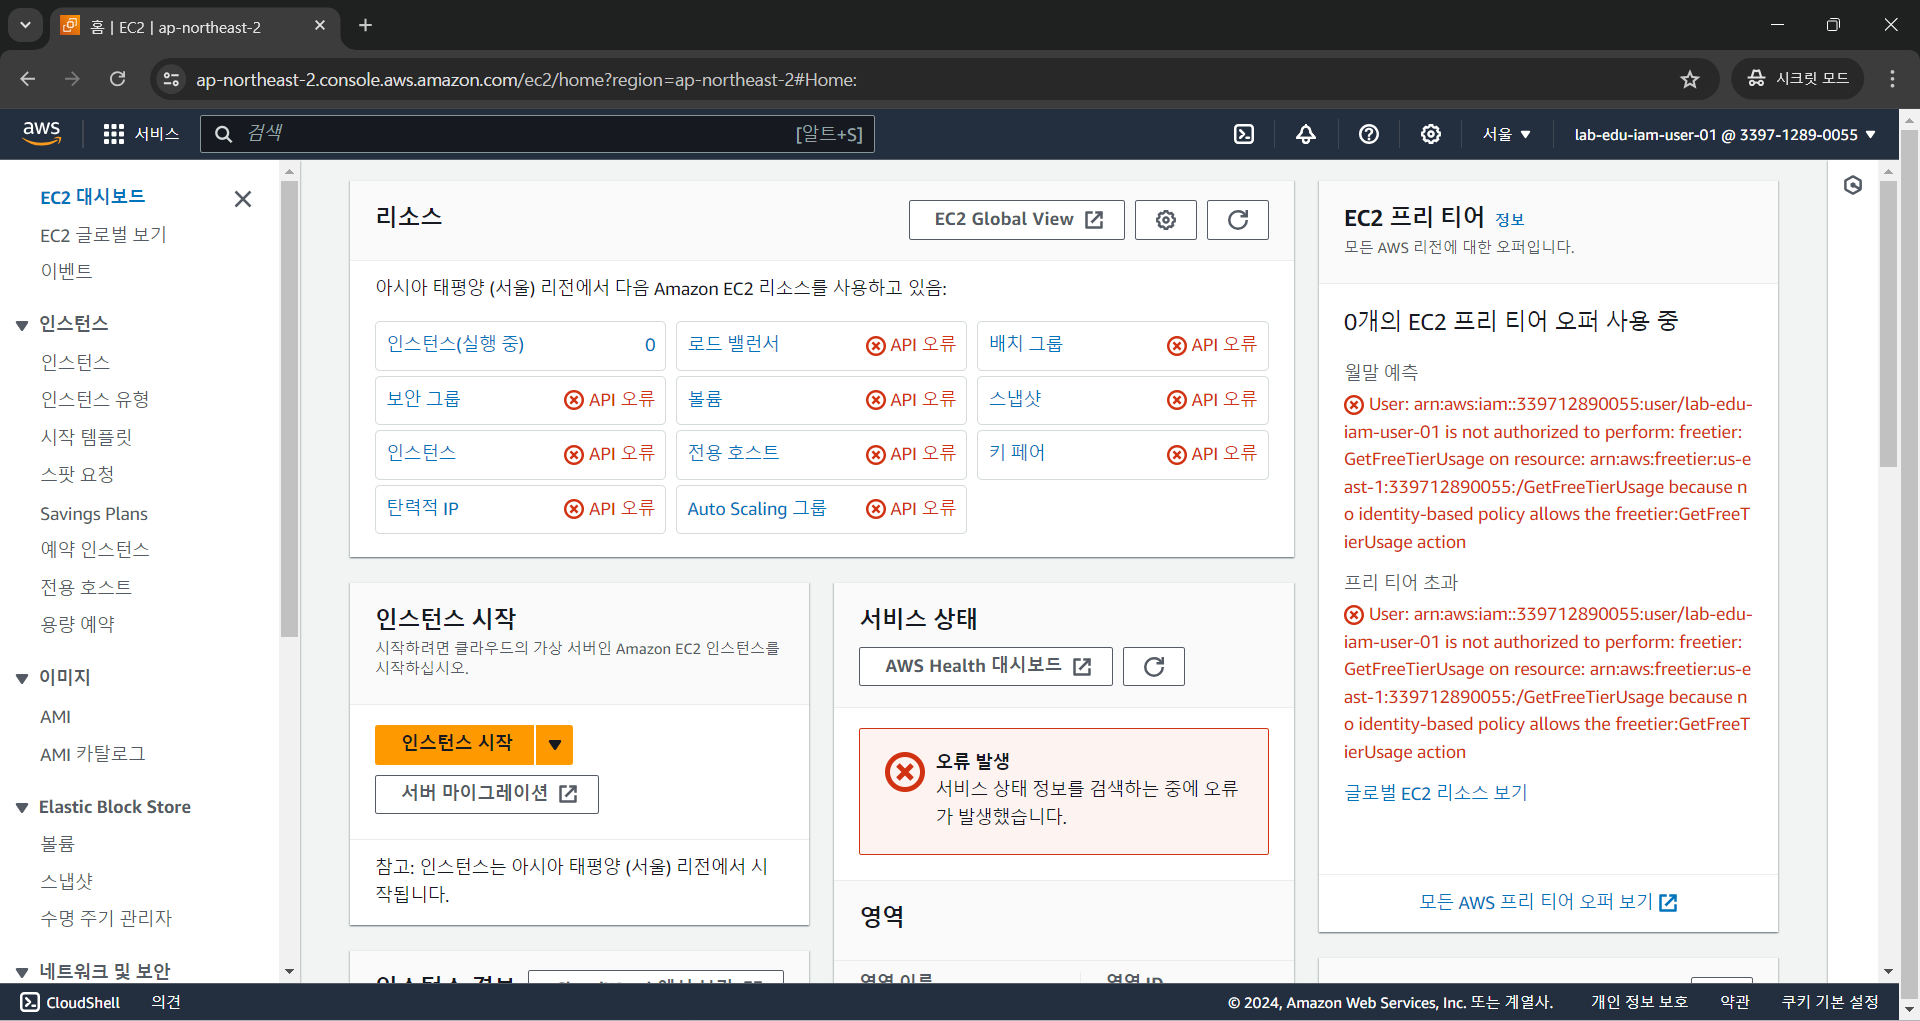 홈 | EC2 | ap-northeast-2
ap-northeast-2.console.aws.amazon.com/ec2/home?region=ap-northeast-2#Home:
시크릿 모드
aws
서비스
검색
[알트+S]
서울
lab-edu-iam-user-01 @ 3397-1289-0055
EC2 대시보드
EC2 글로벌 보기
이벤트
인스턴스
인스턴스
인스턴스 유형
시작 템플릿
스팟 요청
Savings Plans
예약 인스턴스
전용 호스트
용량 예약
이미지
AMI
AMI 카탈로그
Elastic Block Store
볼륨
스냅샷
수명 주기 관리자
네트워크 및 보안
리소스
EC2 Global View
아시아 태평양 (서울) 리전에서 다음 Amazon EC2 리소스를 사용하고 있음:
인스턴스(실행 중) 0
로드 밸런서 API 오류
배치 그룹 API 오류
보안 그룹 API 오류
볼륨 API 오류
스냅샷 API 오류
인스턴스 API 오류
전용 호스트 API 오류
키 페어 API 오류
탄력적 IP API 오류
Auto Scaling 그룹 API 오류
인스턴스 시작
시작하려면 클라우드의 가상 서버인 Amazon EC2 인스턴스를
시작하십시오.
인스턴스 시작
서버 마이그레이션
참고: 인스턴스는 아시아 태평양 (서울) 리전에서 시
작됩니다.
서비스 상태
AWS Health 대시보드
오류 발생
서비스 상태 정보를 검색하는 중에 오류
가 발생했습니다.
영역
영역 이름
영역 ID
EC2 프리 티어 정보
모든 AWS 리전에 대한 오퍼입니다.
0개의 EC2 프리 티어 오퍼 사용 중
월말 예측
User: arn:aws:iam::339712890055:user/lab-edu-
iam-user-01 is not authorized to perform: freetier:
GetFreeTierUsage on resource: arn:aws:freetier:us-e
ast-1:339712890055:/GetFreeTierUsage because n
o identity-based policy allows the freetier:GetFreeT
ierUsage action
프리 티어 초과
User: arn:aws:iam::339712890055:user/lab-edu-
iam-user-01 is not authorized to perform: freetier:
GetFreeTierUsage on resource: arn:aws:freetier:us-e
ast-1:339712890055:/GetFreeTierUsage because n
o identity-based policy allows the freetier:GetFreeT
ierUsage action
글로벌 EC2 리소스 보기
모든 AWS 프리 티어 오퍼 보기
CloudShell
의견
© 2024, Amazon Web Services, Inc. 또는 계열사.
개인 정보 보호
약관
쿠키 기본 설정